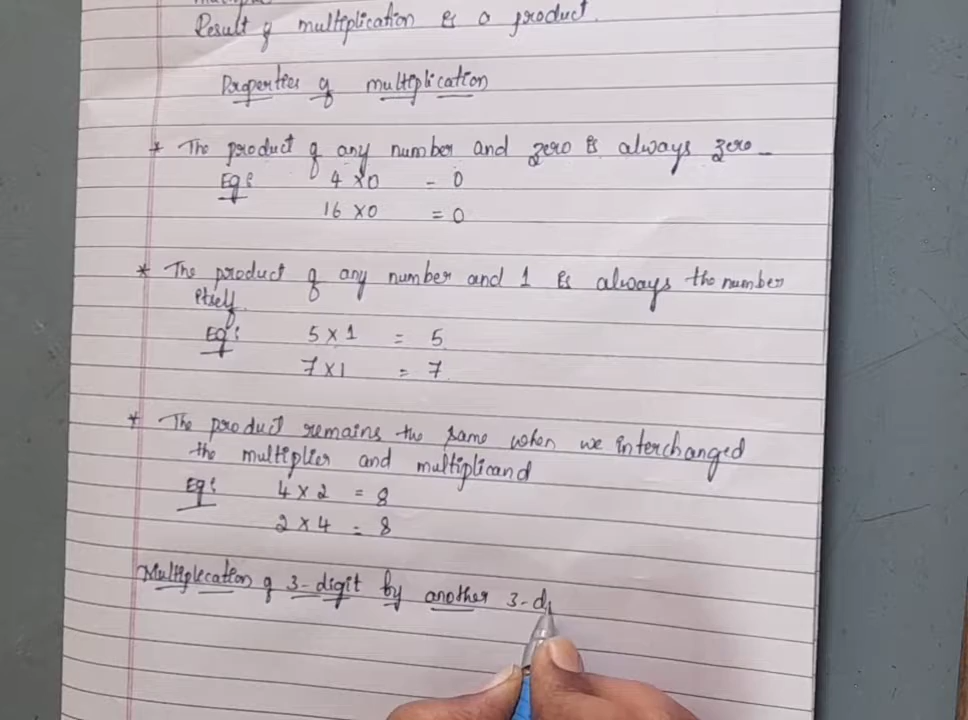 Result of multiplication is a product.
Properties of multiplication
* The product of any number and zero is always zero
Eg: 4 x 0 = 0
16 x 0 = 0
* The product of any number and 1 is always the number
itself
Eg: 5 x 1 = 5
7 x 1 = 7
* The product remains the same when we interchanged
the multiplier and multiplicand
Eg: 4 x 2 = 8
2 x 4 = 8
Multiplication of 3-digit by another 3-di